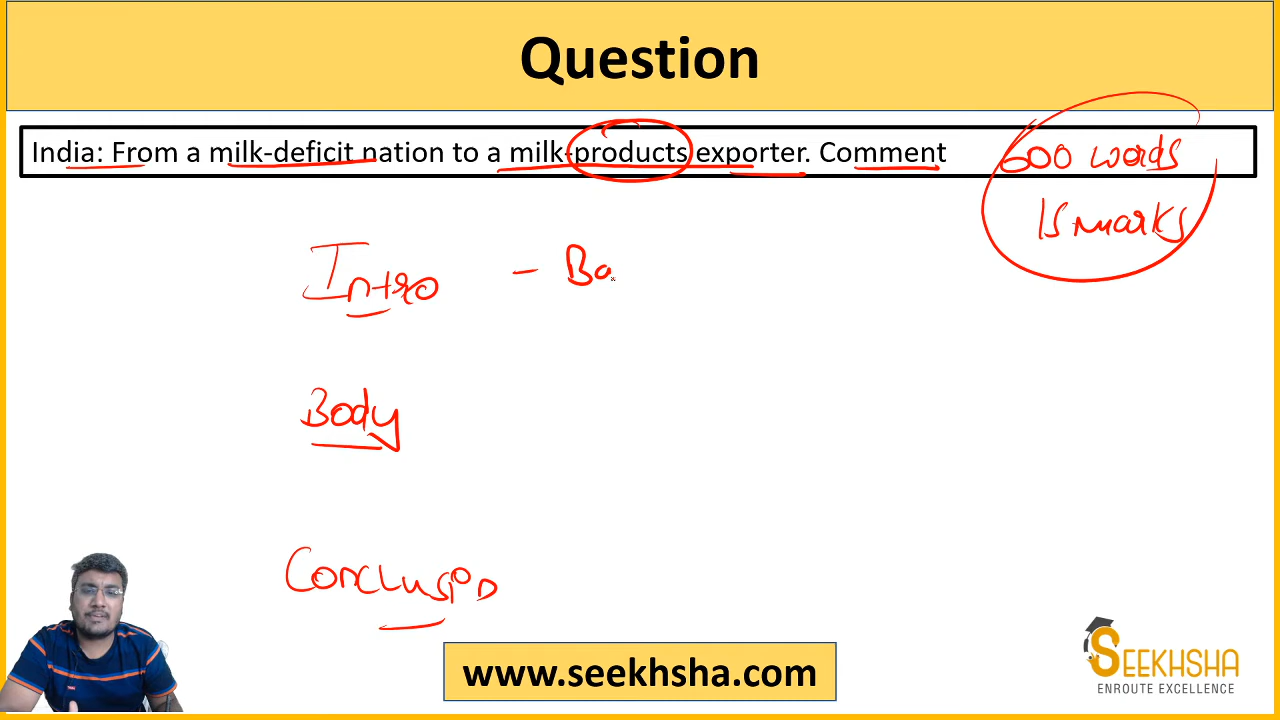 Question
India: From a milk-deficit nation to a milk-products exporter. Comment
600 words
15 marks
Intro - Ba
Body
Conclusion
www.seekhsha.com
SEEKHSHA
ENROUTE EXCELLENCE